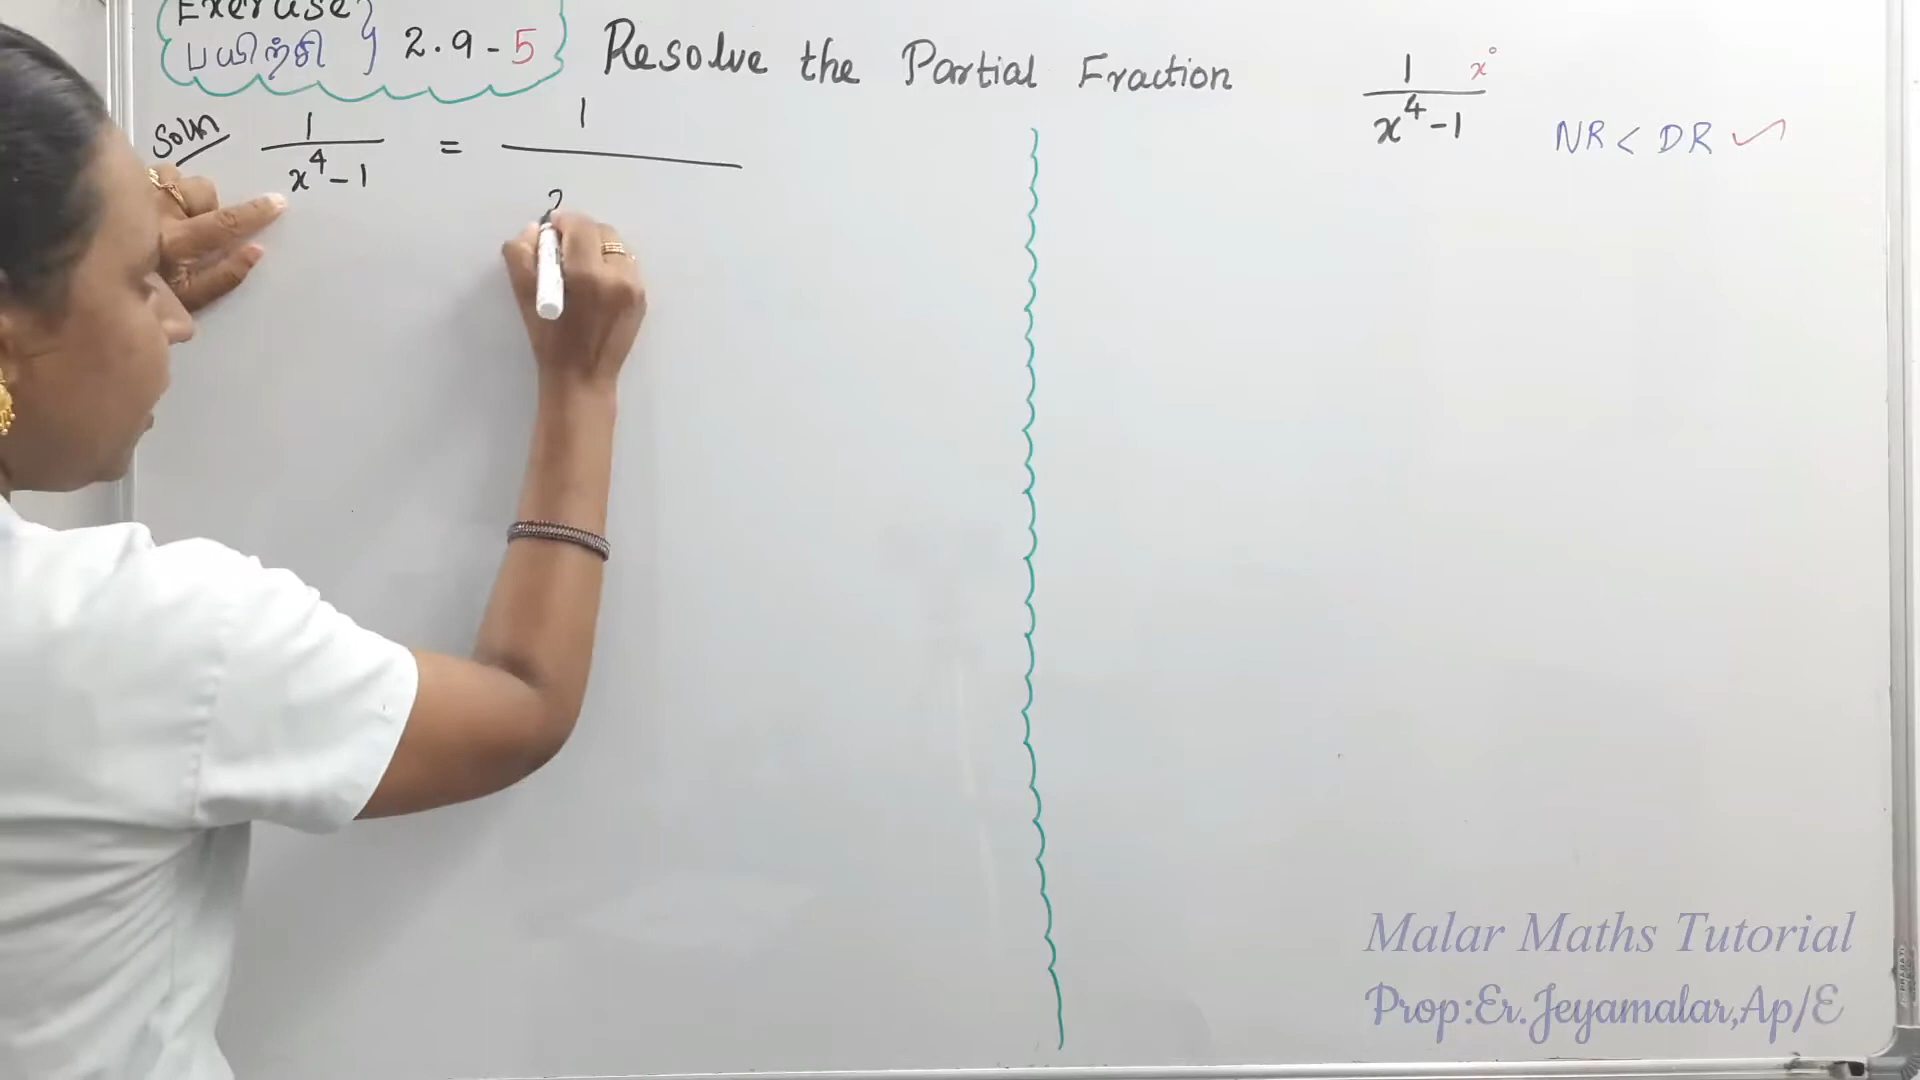 Exercise
பயிற்சி } 2.9-5 Resolve the Partial Fraction 1/(x⁴-1) x°
NR < DR ✓
Soln 1/(x⁴-1) = 1/
Malar Maths Tutorial
Prop:Er.Jeyamalar,Ap/E